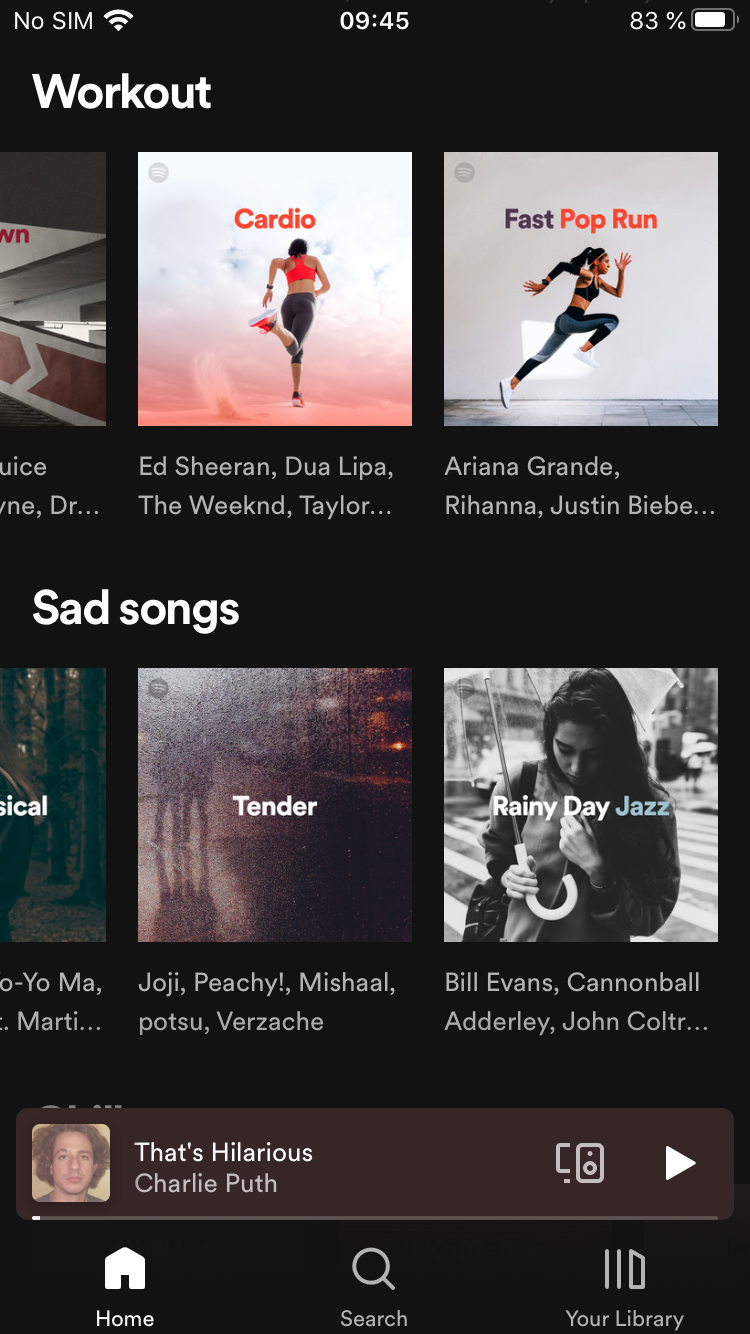 No SIM
09:45
83 %
Workout
wn
Cardio
Fast Pop Run
uice
yne, Dr...
Ed Sheeran, Dua Lipa,
The Weeknd, Taylor...
Ariana Grande,
Rihanna, Justin Biebe...
Sad songs
sical
Tender
Rainy Day Jazz
o-Yo Ma,
t. Marti...
Joji, Peachy!, Mishaal,
potsu, Verzache
Bill Evans, Cannonball
Adderley, John Coltr...
That's Hilarious
Charlie Puth
Home
Search
Your Library